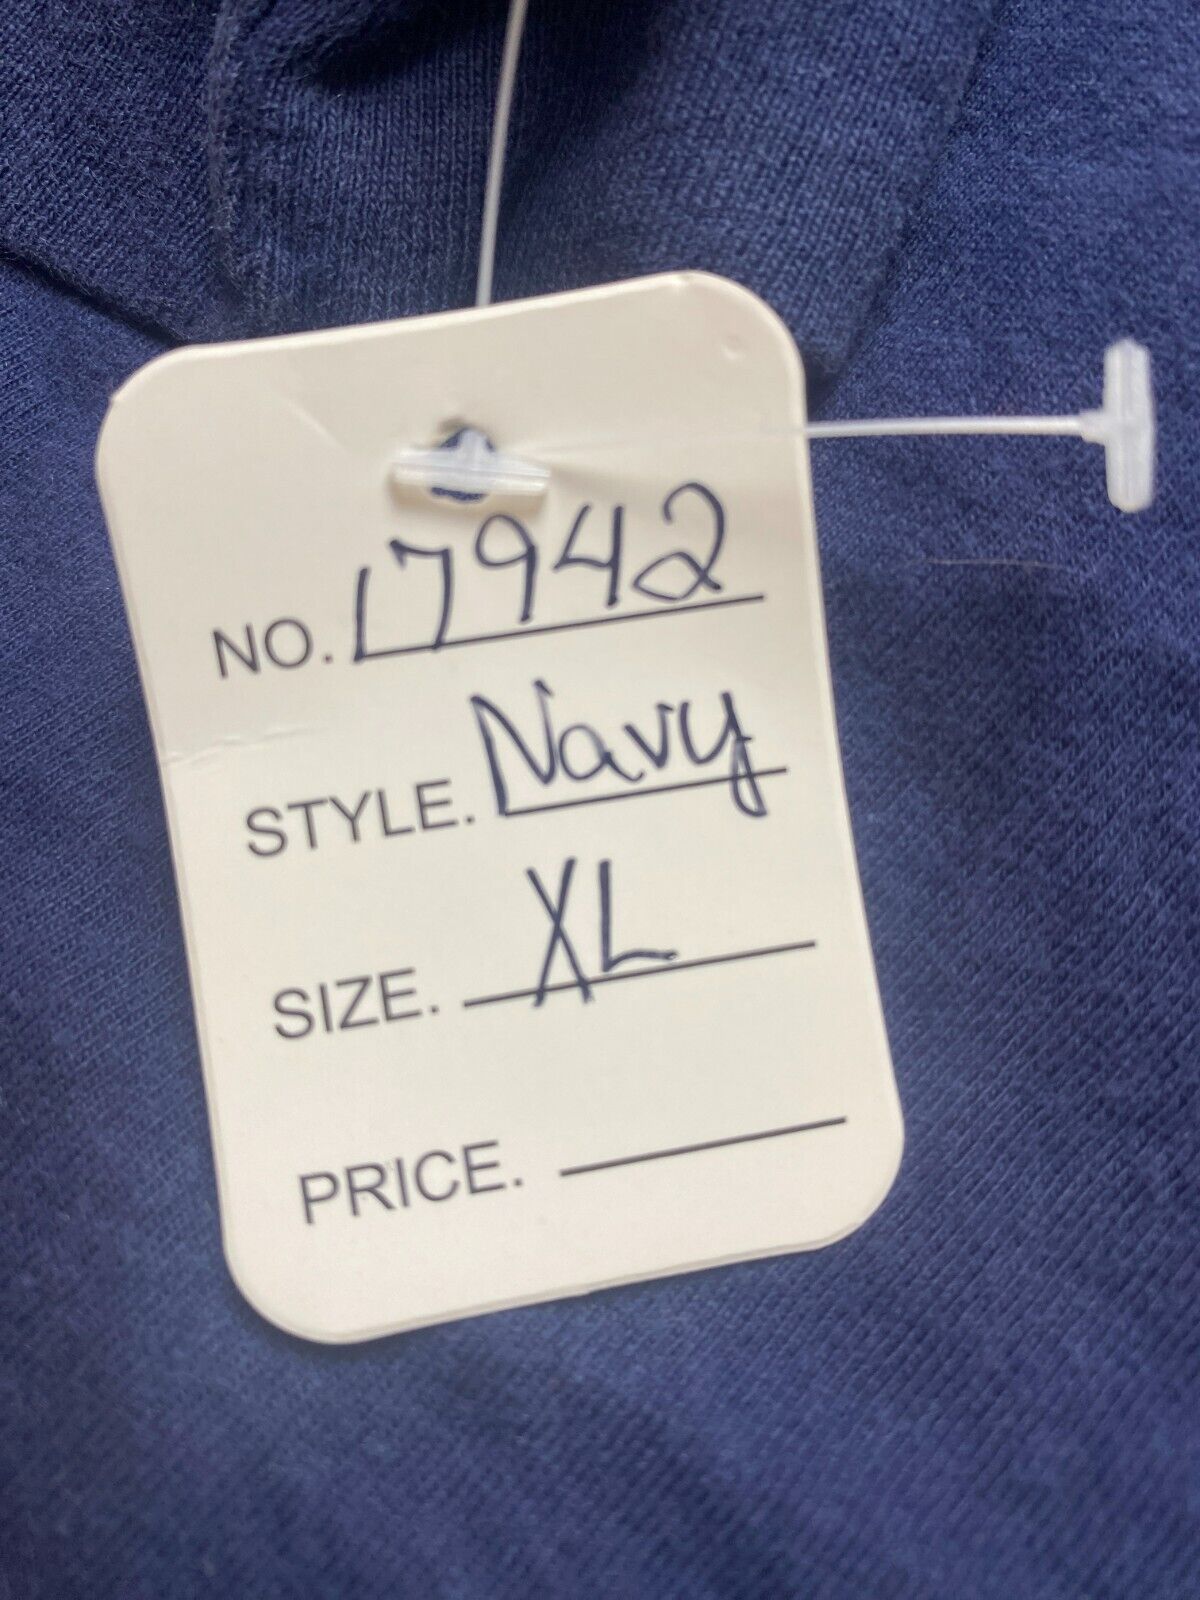 NO. 17942
STYLE. Navy
SIZE. XL
PRICE.